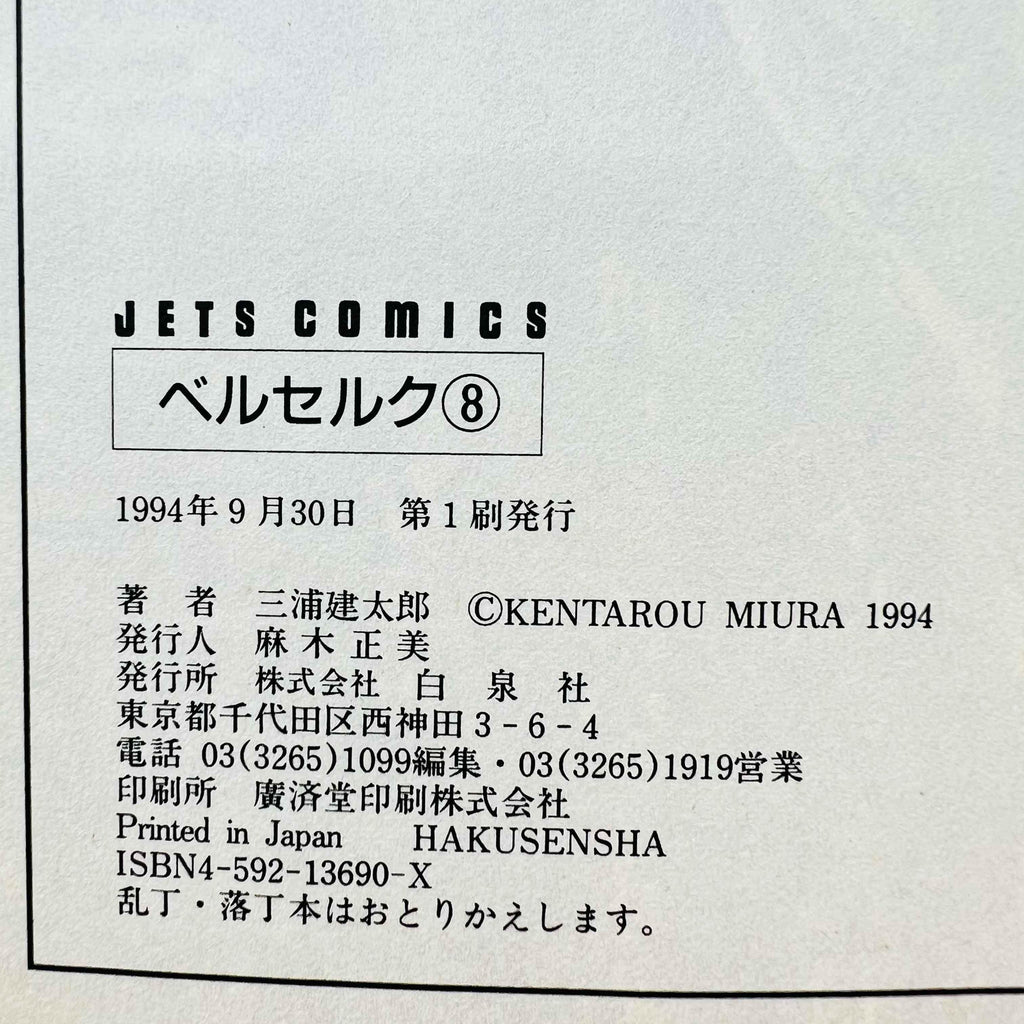 JETS COMICS
ベルセルク⑧
1994年9月30日　第1刷発行
著　者　三浦建太郎　©KENTAROU MIURA 1994
発行人　麻木正美
発行所　株式会社　白泉社
東京都千代田区西神田3-6-4
電話 03(3265)1099編集・03(3265)1919営業
印刷所　廣済堂印刷株式会社
Printed in Japan　HAKUSENSHA
ISBN4-592-13690-X
乱丁・落丁本はおとりかえします。